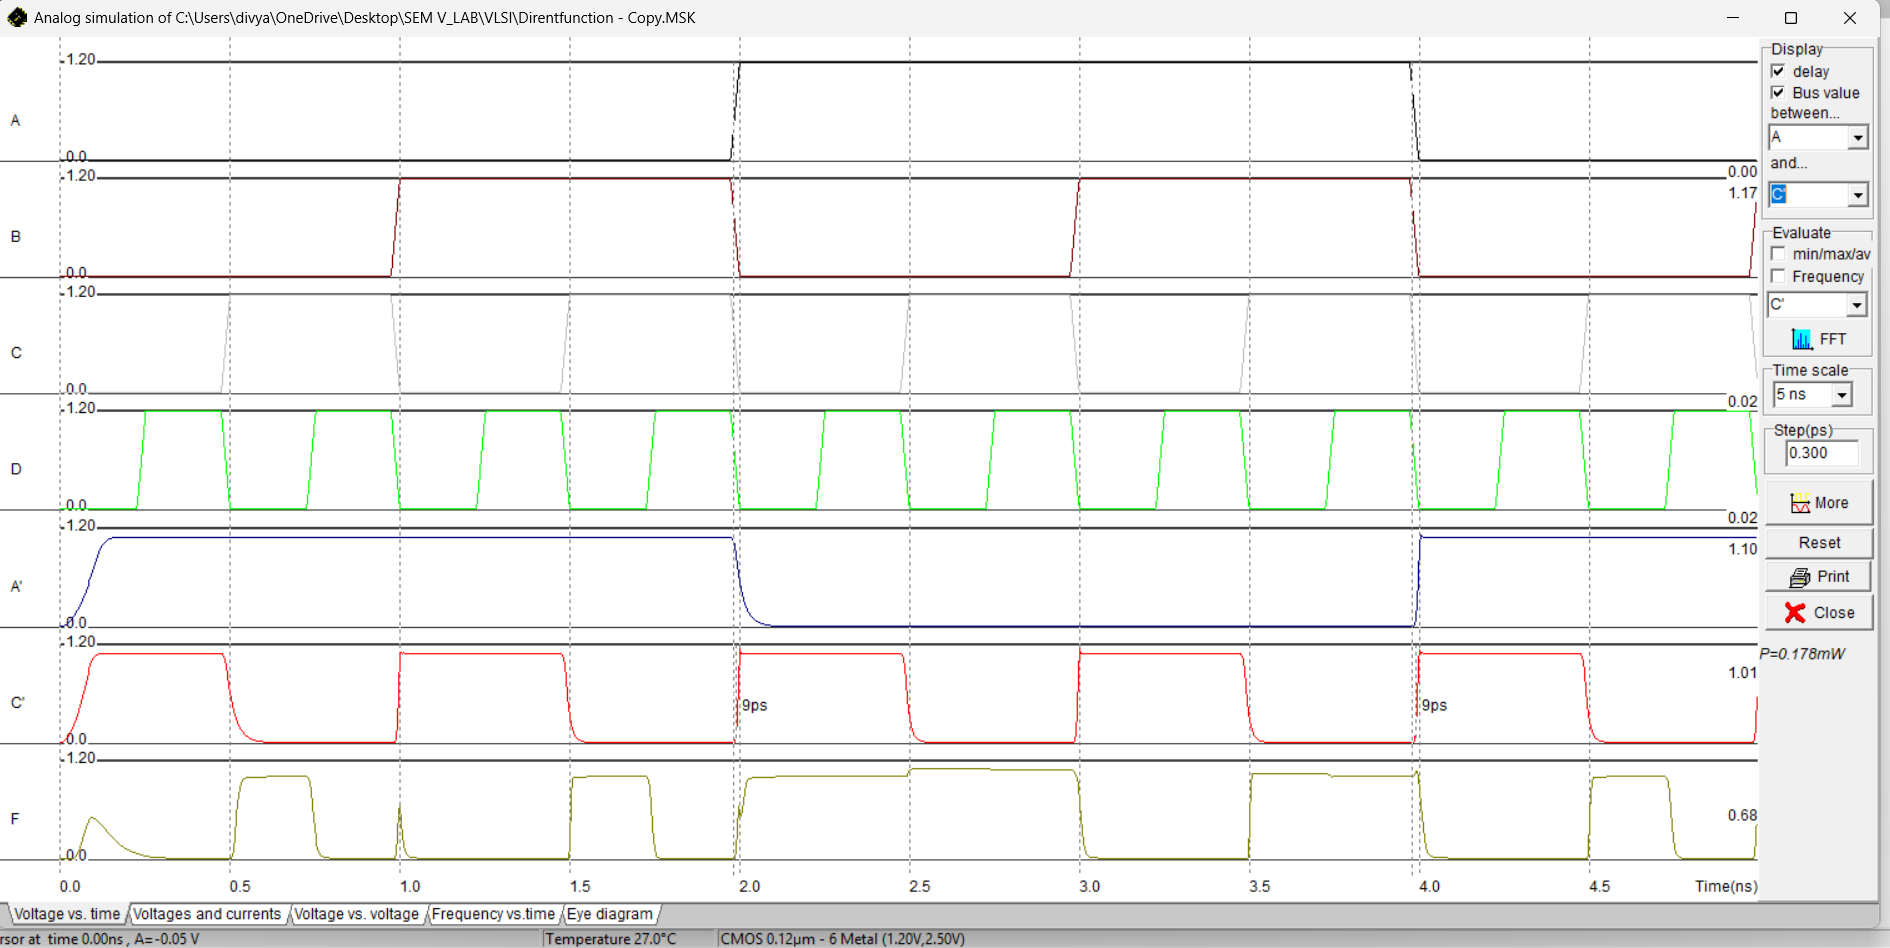 Analog simulation of C:\Users\divya\OneDrive\Desktop\SEM V_LAB\VLSI\Direntfunction - Copy.MSK
1.20
A
0.0
0.00
1.20
1.17
B
0.0
1.20
C
0.0
0.02
1.20
D
0.0
0.02
1.20
1.10
A'
0.0
1.20
1.01
C'
9ps
9ps
0.0
1.20
F
0.68
0.0
0.0 0.5 1.0 1.5 2.0 2.5 3.0 3.5 4.0 4.5 Time(ns)
Display
delay
Bus value
between...
A
and...
C'
Evaluate
min/max/av
Frequency
C'
FFT
Time scale
5 ns
Step(ps)
0.300
More
Reset
Print
Close
P=0.178mW
Voltage vs. time Voltages and currents Voltage vs. voltage Frequency vs.time Eye diagram
rsor at time 0.00ns , A=-0.05 V Temperature 27.0°C CMOS 0.12µm - 6 Metal (1.20V,2.50V)